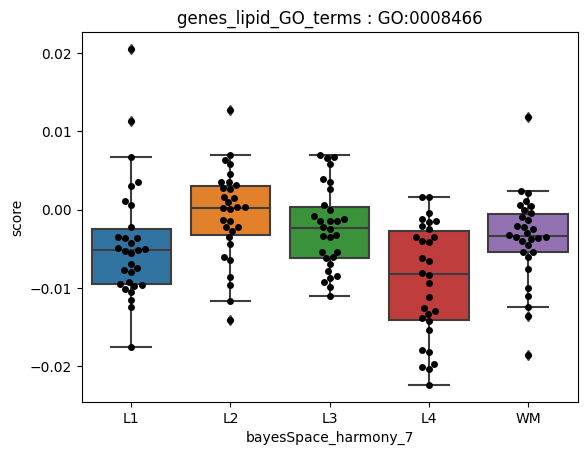 genes_lipid_GO_terms : GO:0008466
score
0.02
0.01
0.00
−0.01
−0.02
L1 L2 L3 L4 WM
bayesSpace_harmony_7